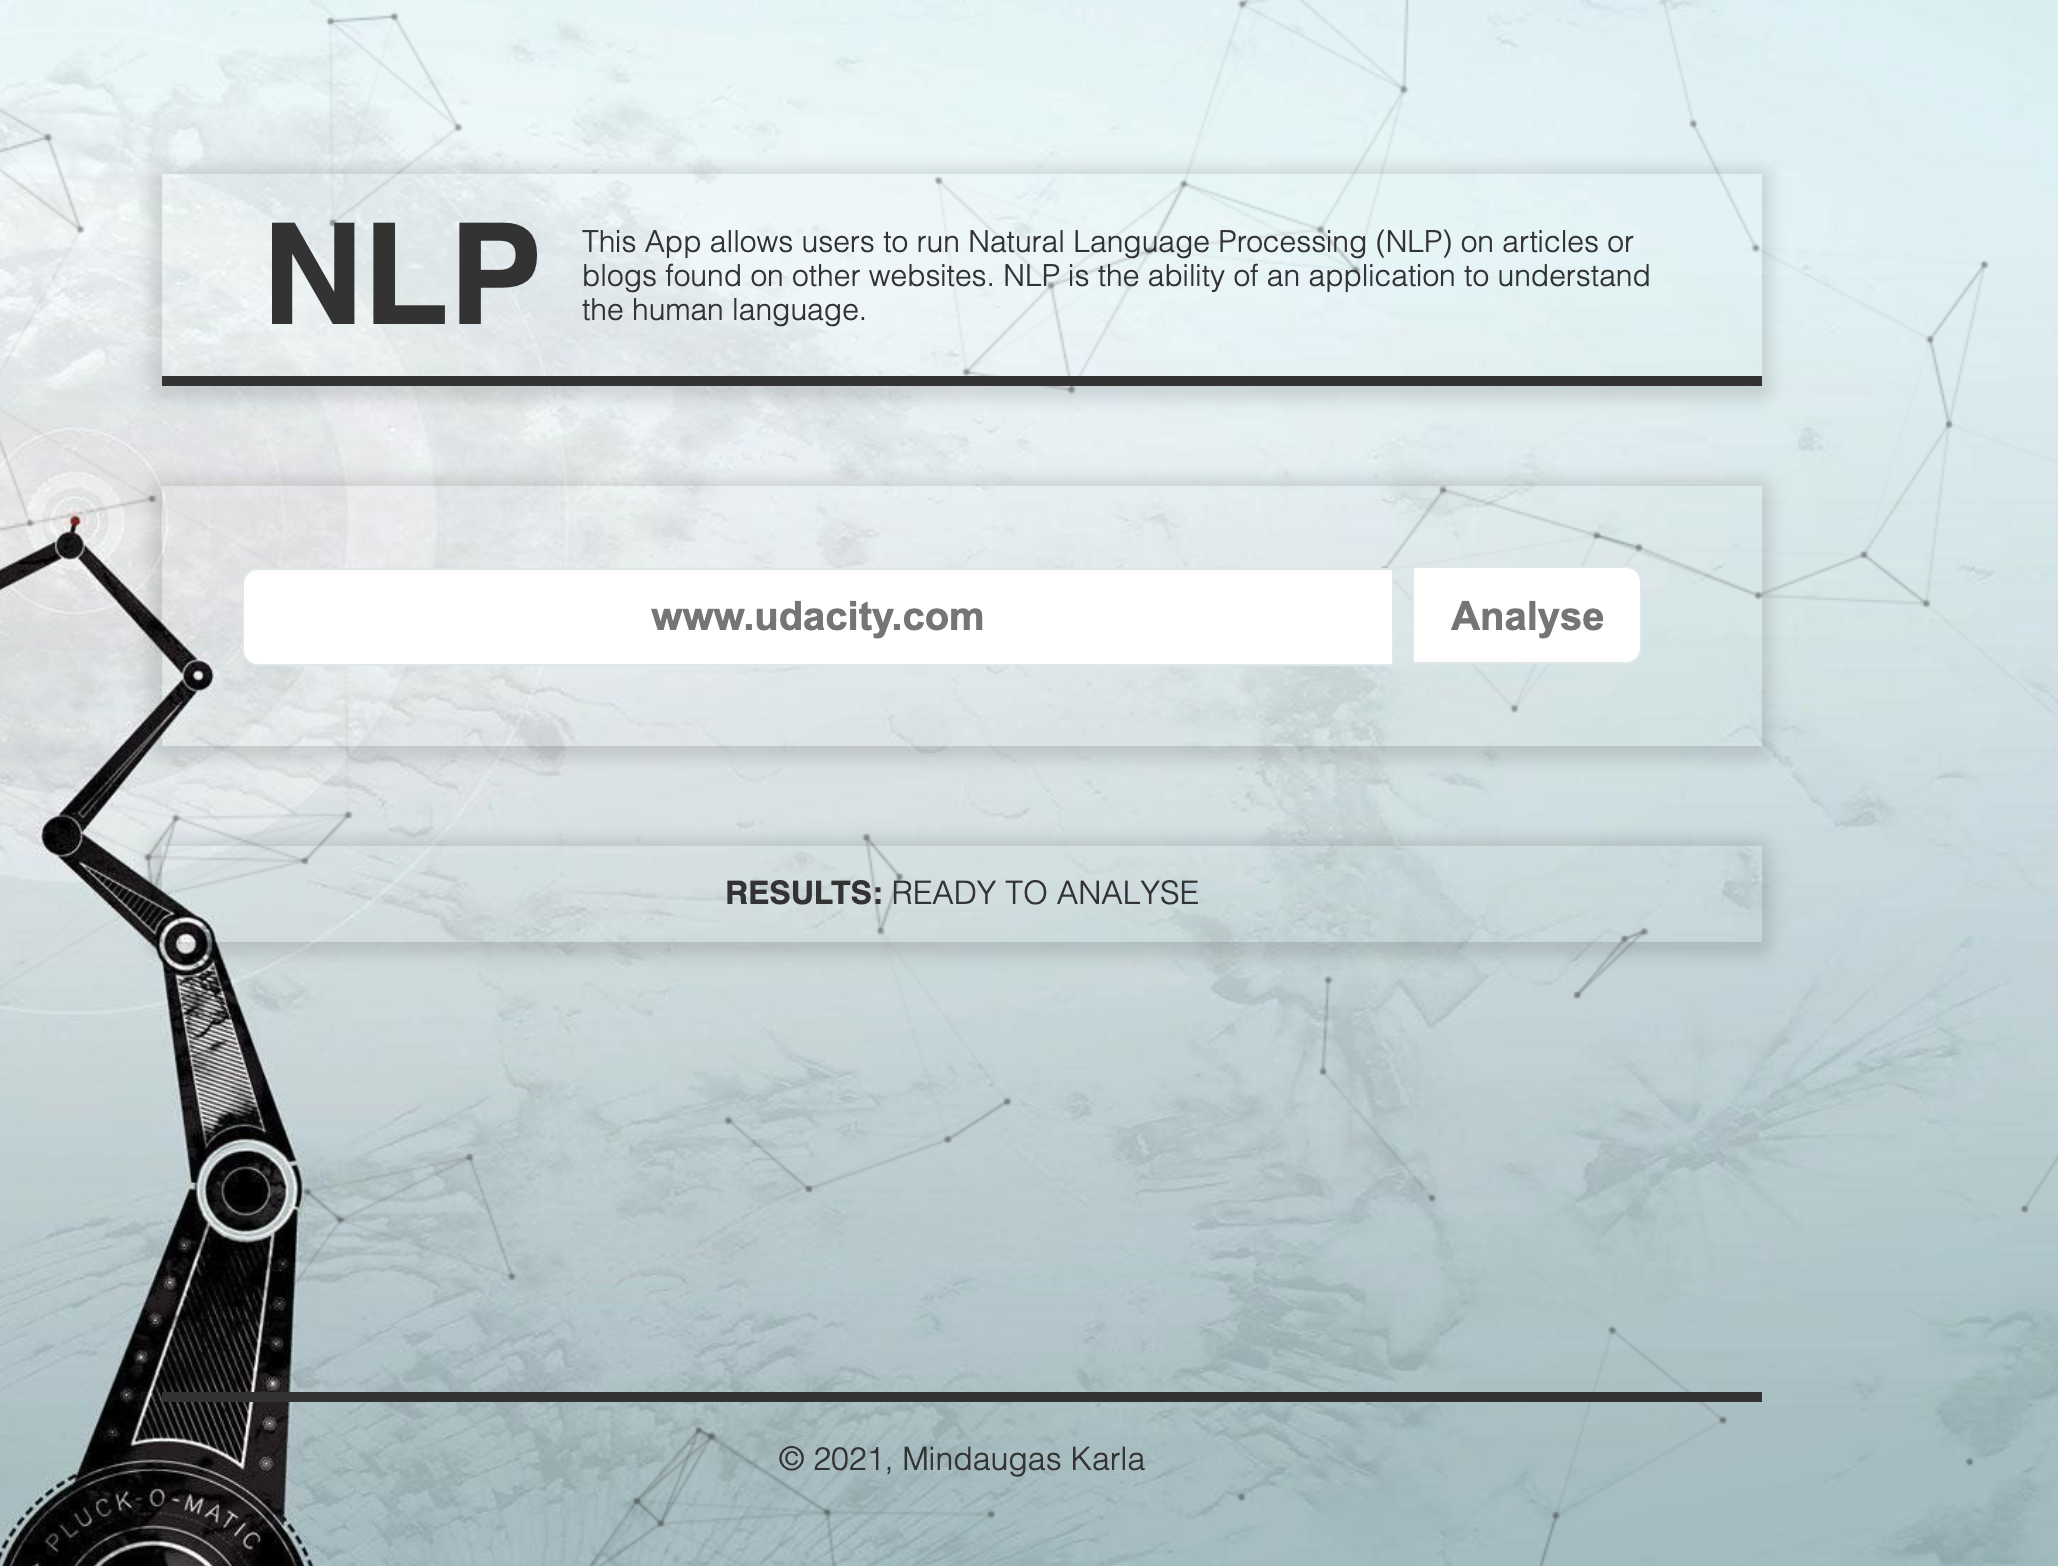 NLP
This App allows users to run Natural Language Processing (NLP) on articles or
blogs found on other websites. NLP is the ability of an application to understand
the human language.
www.udacity.com
Analyse
RESULTS: READY TO ANALYSE
© 2021, Mindaugas Karla
PLUCK-O-MATIC